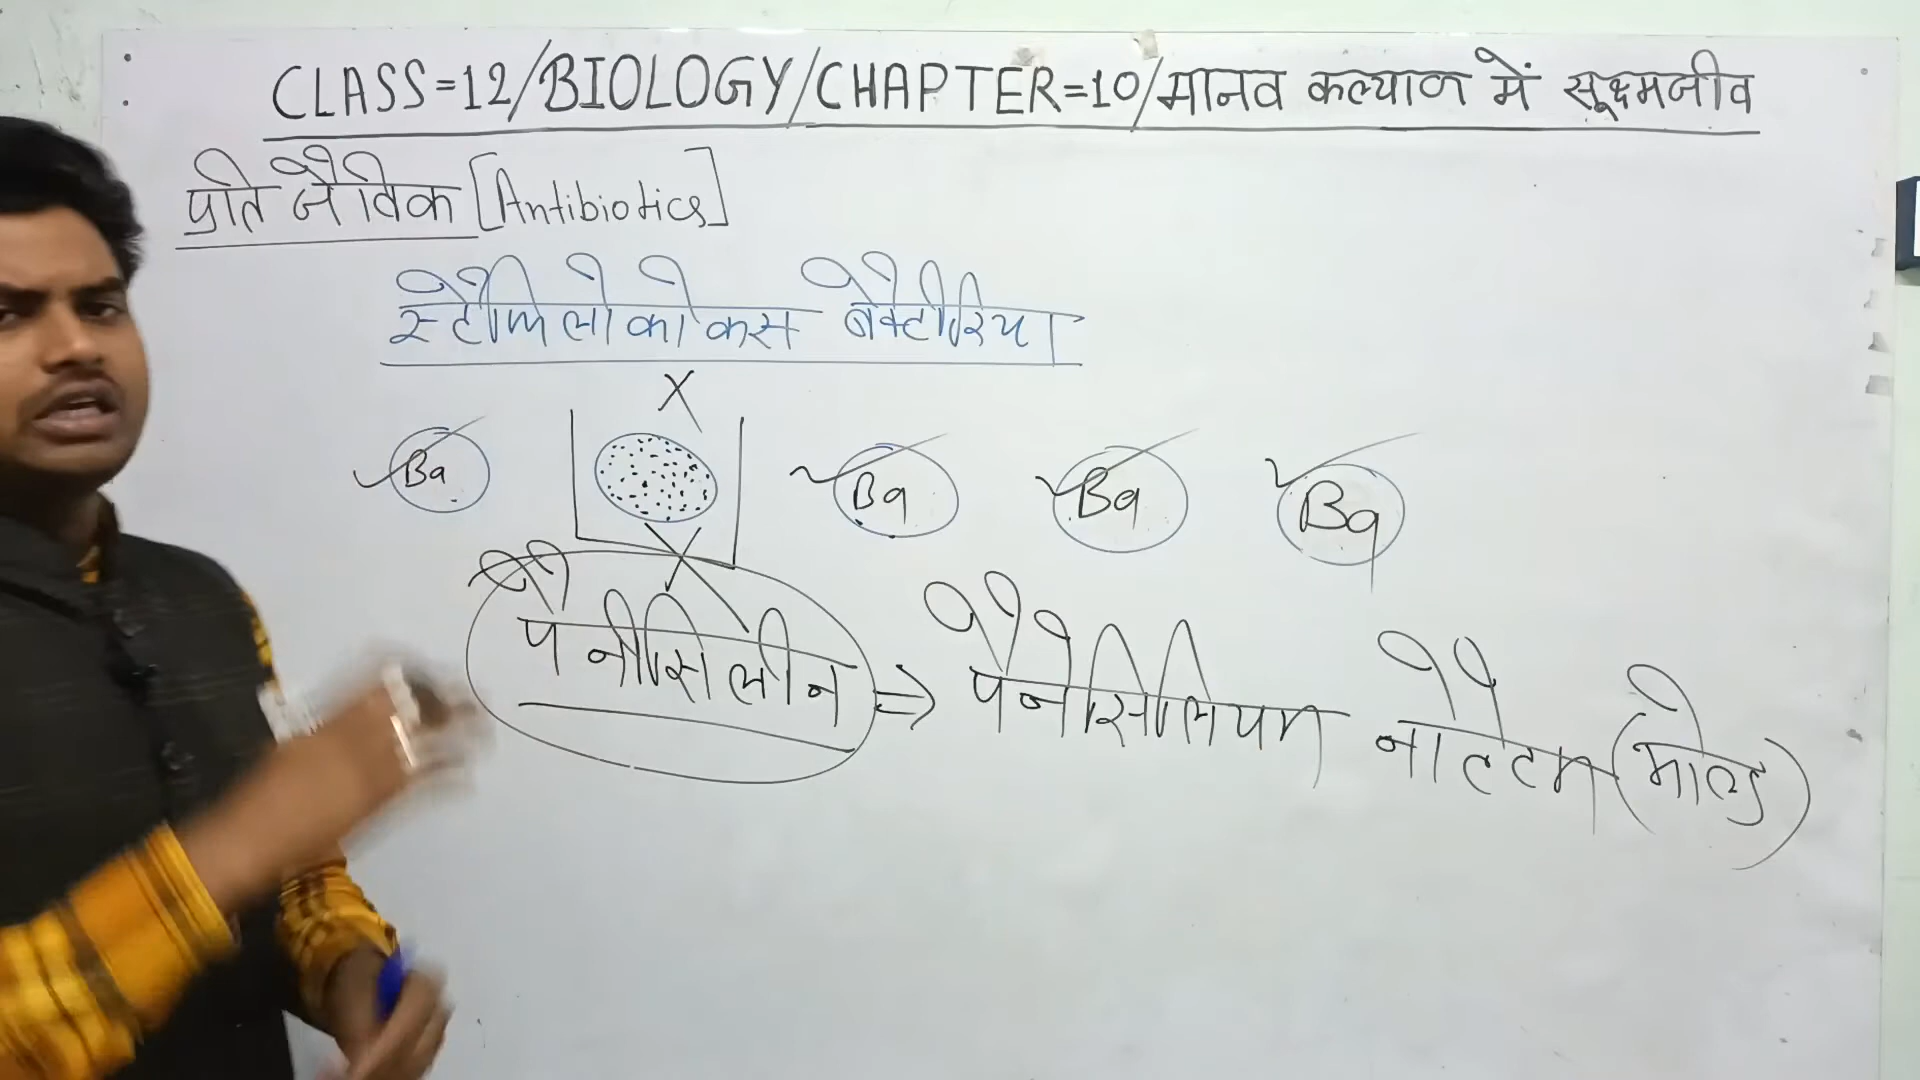 CLASS=12/BIOLOGY/CHAPTER=10/मानव कल्याण में सूक्ष्मजीव
प्रति जैविक [Antibiotics]
स्टैफिलोकोकस बैक्टीरिया
X
Ba Ba Ba Ba
पेनीसिलीन ⇒ पेनेसिलियम नोटेटम (मोल्ड)